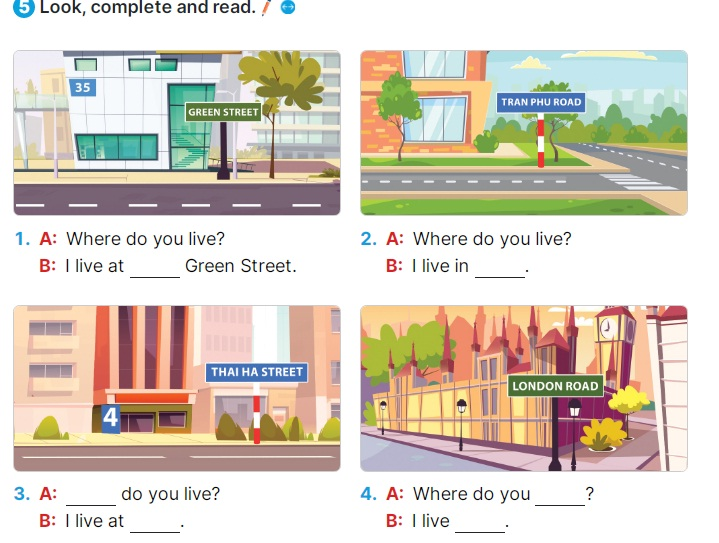 5 Look, complete and read.
35
GREEN STREET
TRAN PHU ROAD
1. A: Where do you live?
B: I live at _____ Green Street.
2. A: Where do you live?
B: I live in _____.
THAI HA STREET
4
LONDON ROAD
3. A: _____ do you live?
B: I live at _____.
4. A: Where do you _____?
B: I live _____.